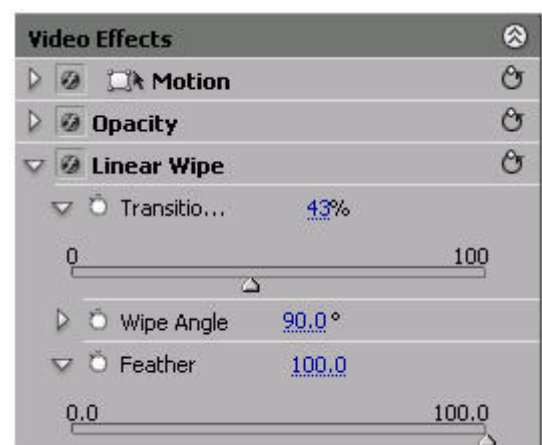 Video Effects
Motion
Opacity
Linear Wipe
Transitio... 43%
0 100
Wipe Angle 90.0 °
Feather 100.0
0.0 100.0